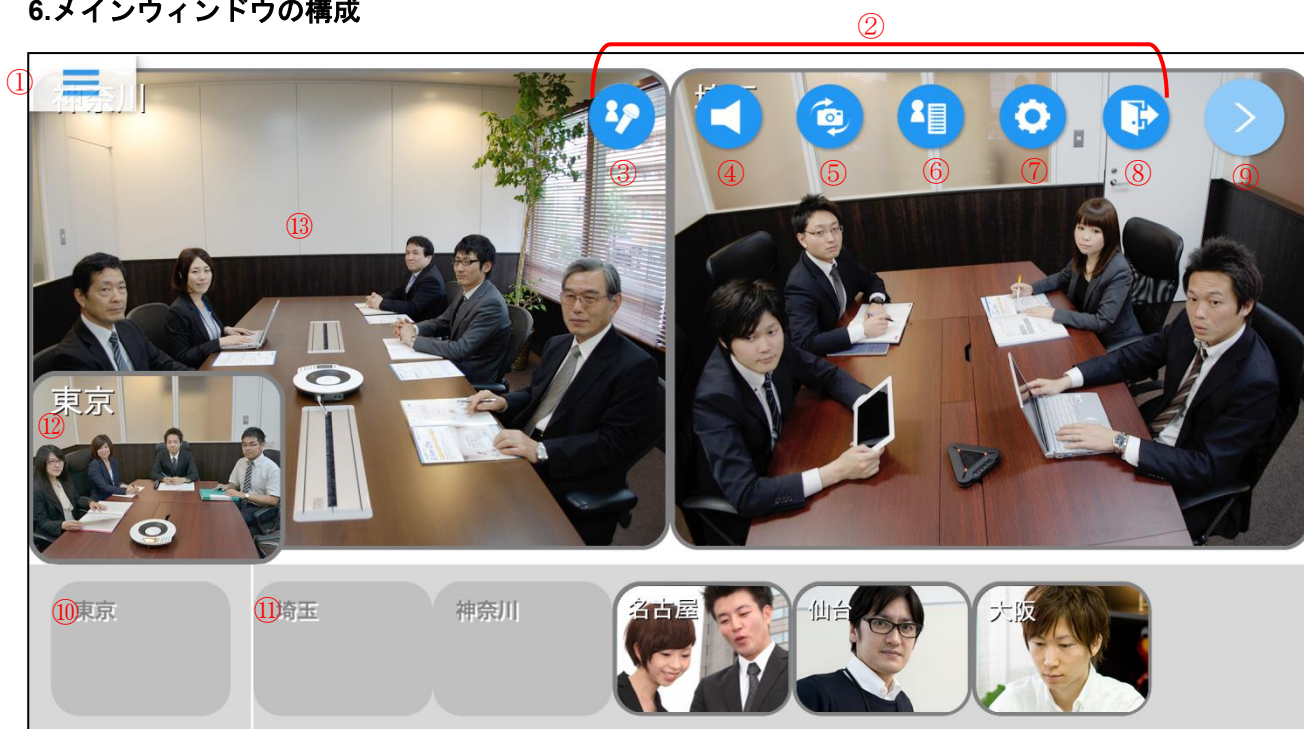 6.メインウィンドウの構成
②
①
神奈川
埼玉
③
④
⑤
⑥
⑦
⑧
⑨
⑬
東京
⑫
⑩東京
⑪埼玉
神奈川
名古屋
仙台
大阪